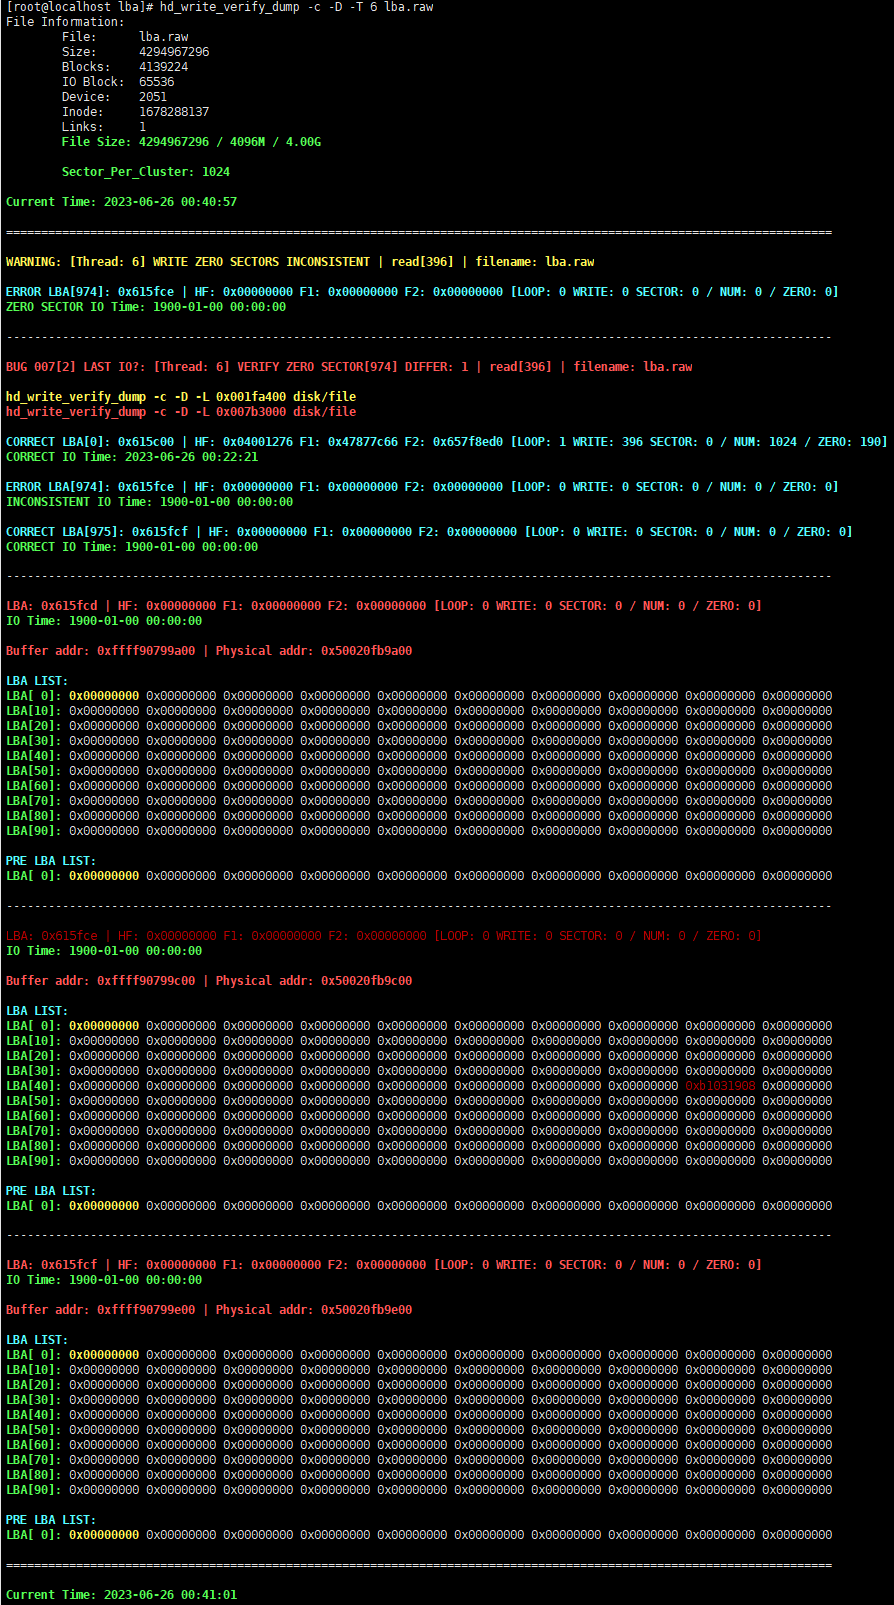 [root@localhost lba]# hd_write_verify_dump -c -D -T 6 lba.raw
File Information:
File: lba.raw
Size: 4294967296
Blocks: 4139224
IO Block: 65536
Device: 2051
Inode: 1678288137
Links: 1
File Size: 4294967296 / 4096M / 4.00G
Sector_Per_Cluster: 1024
Current Time: 2023-06-26 00:40:57
======================================================================================================================
WARNING: [Thread: 6] WRITE ZERO SECTORS INCONSISTENT | read[396] | filename: lba.raw
ERROR LBA[974]: 0x615fce | HF: 0x00000000 F1: 0x00000000 F2: 0x00000000 [LOOP: 0 WRITE: 0 SECTOR: 0 / NUM: 0 / ZERO: 0]
ZERO SECTOR IO Time: 1900-01-00 00:00:00
----------------------------------------------------------------------------------------------------------------------
BUG 007[2] LAST IO?: [Thread: 6] VERIFY ZERO SECTOR[974] DIFFER: 1 | read[396] | filename: lba.raw
hd_write_verify_dump -c -D -L 0x001fa400 disk/file
hd_write_verify_dump -c -D -L 0x007b3000 disk/file
CORRECT LBA[0]: 0x615c00 | HF: 0x04001276 F1: 0x47877c66 F2: 0x657f8ed0 [LOOP: 1 WRITE: 396 SECTOR: 0 / NUM: 1024 / ZERO: 190]
CORRECT IO Time: 2023-06-26 00:22:21
ERROR LBA[974]: 0x615fce | HF: 0x00000000 F1: 0x00000000 F2: 0x00000000 [LOOP: 0 WRITE: 0 SECTOR: 0 / NUM: 0 / ZERO: 0]
INCONSISTENT IO Time: 1900-01-00 00:00:00
CORRECT LBA[975]: 0x615fcf | HF: 0x00000000 F1: 0x00000000 F2: 0x00000000 [LOOP: 0 WRITE: 0 SECTOR: 0 / NUM: 0 / ZERO: 0]
CORRECT IO Time: 1900-01-00 00:00:00
----------------------------------------------------------------------------------------------------------------------
LBA: 0x615fcd | HF: 0x00000000 F1: 0x00000000 F2: 0x00000000 [LOOP: 0 WRITE: 0 SECTOR: 0 / NUM: 0 / ZERO: 0]
IO Time: 1900-01-00 00:00:00
Buffer addr: 0xffff90799a00 | Physical addr: 0x50020fb9a00
LBA LIST:
LBA[ 0]: 0x00000000 0x00000000 0x00000000 0x00000000 0x00000000 0x00000000 0x00000000 0x00000000 0x00000000 0x00000000
LBA[10]: 0x00000000 0x00000000 0x00000000 0x00000000 0x00000000 0x00000000 0x00000000 0x00000000 0x00000000 0x00000000
LBA[20]: 0x00000000 0x00000000 0x00000000 0x00000000 0x00000000 0x00000000 0x00000000 0x00000000 0x00000000 0x00000000
LBA[30]: 0x00000000 0x00000000 0x00000000 0x00000000 0x00000000 0x00000000 0x00000000 0x00000000 0x00000000 0x00000000
LBA[40]: 0x00000000 0x00000000 0x00000000 0x00000000 0x00000000 0x00000000 0x00000000 0x00000000 0x00000000 0x00000000
LBA[50]: 0x00000000 0x00000000 0x00000000 0x00000000 0x00000000 0x00000000 0x00000000 0x00000000 0x00000000 0x00000000
LBA[60]: 0x00000000 0x00000000 0x00000000 0x00000000 0x00000000 0x00000000 0x00000000 0x00000000 0x00000000 0x00000000
LBA[70]: 0x00000000 0x00000000 0x00000000 0x00000000 0x00000000 0x00000000 0x00000000 0x00000000 0x00000000 0x00000000
LBA[80]: 0x00000000 0x00000000 0x00000000 0x00000000 0x00000000 0x00000000 0x00000000 0x00000000 0x00000000 0x00000000
LBA[90]: 0x00000000 0x00000000 0x00000000 0x00000000 0x00000000 0x00000000 0x00000000 0x00000000 0x00000000 0x00000000
PRE LBA LIST:
LBA[ 0]: 0x00000000 0x00000000 0x00000000 0x00000000 0x00000000 0x00000000 0x00000000 0x00000000 0x00000000 0x00000000
----------------------------------------------------------------------------------------------------------------------
LBA: 0x615fce | HF: 0x00000000 F1: 0x00000000 F2: 0x00000000 [LOOP: 0 WRITE: 0 SECTOR: 0 / NUM: 0 / ZERO: 0]
IO Time: 1900-01-00 00:00:00
Buffer addr: 0xffff90799c00 | Physical addr: 0x50020fb9c00
LBA LIST:
LBA[ 0]: 0x00000000 0x00000000 0x00000000 0x00000000 0x00000000 0x00000000 0x00000000 0x00000000 0x00000000 0x00000000
LBA[10]: 0x00000000 0x00000000 0x00000000 0x00000000 0x00000000 0x00000000 0x00000000 0x00000000 0x00000000 0x00000000
LBA[20]: 0x00000000 0x00000000 0x00000000 0x00000000 0x00000000 0x00000000 0x00000000 0x00000000 0x00000000 0x00000000
LBA[30]: 0x00000000 0x00000000 0x00000000 0x00000000 0x00000000 0x00000000 0x00000000 0x00000000 0x00000000 0x00000000
LBA[40]: 0x00000000 0x00000000 0x00000000 0x00000000 0x00000000 0x00000000 0x00000000 0x00000000 0xb1031908 0x00000000
LBA[50]: 0x00000000 0x00000000 0x00000000 0x00000000 0x00000000 0x00000000 0x00000000 0x00000000 0x00000000 0x00000000
LBA[60]: 0x00000000 0x00000000 0x00000000 0x00000000 0x00000000 0x00000000 0x00000000 0x00000000 0x00000000 0x00000000
LBA[70]: 0x00000000 0x00000000 0x00000000 0x00000000 0x00000000 0x00000000 0x00000000 0x00000000 0x00000000 0x00000000
LBA[80]: 0x00000000 0x00000000 0x00000000 0x00000000 0x00000000 0x00000000 0x00000000 0x00000000 0x00000000 0x00000000
LBA[90]: 0x00000000 0x00000000 0x00000000 0x00000000 0x00000000 0x00000000 0x00000000 0x00000000 0x00000000 0x00000000
PRE LBA LIST:
LBA[ 0]: 0x00000000 0x00000000 0x00000000 0x00000000 0x00000000 0x00000000 0x00000000 0x00000000 0x00000000 0x00000000
----------------------------------------------------------------------------------------------------------------------
LBA: 0x615fcf | HF: 0x00000000 F1: 0x00000000 F2: 0x00000000 [LOOP: 0 WRITE: 0 SECTOR: 0 / NUM: 0 / ZERO: 0]
IO Time: 1900-01-00 00:00:00
Buffer addr: 0xffff90799e00 | Physical addr: 0x50020fb9e00
LBA LIST:
LBA[ 0]: 0x00000000 0x00000000 0x00000000 0x00000000 0x00000000 0x00000000 0x00000000 0x00000000 0x00000000 0x00000000
LBA[10]: 0x00000000 0x00000000 0x00000000 0x00000000 0x00000000 0x00000000 0x00000000 0x00000000 0x00000000 0x00000000
LBA[20]: 0x00000000 0x00000000 0x00000000 0x00000000 0x00000000 0x00000000 0x00000000 0x00000000 0x00000000 0x00000000
LBA[30]: 0x00000000 0x00000000 0x00000000 0x00000000 0x00000000 0x00000000 0x00000000 0x00000000 0x00000000 0x00000000
LBA[40]: 0x00000000 0x00000000 0x00000000 0x00000000 0x00000000 0x00000000 0x00000000 0x00000000 0x00000000 0x00000000
LBA[50]: 0x00000000 0x00000000 0x00000000 0x00000000 0x00000000 0x00000000 0x00000000 0x00000000 0x00000000 0x00000000
LBA[60]: 0x00000000 0x00000000 0x00000000 0x00000000 0x00000000 0x00000000 0x00000000 0x00000000 0x00000000 0x00000000
LBA[70]: 0x00000000 0x00000000 0x00000000 0x00000000 0x00000000 0x00000000 0x00000000 0x00000000 0x00000000 0x00000000
LBA[80]: 0x00000000 0x00000000 0x00000000 0x00000000 0x00000000 0x00000000 0x00000000 0x00000000 0x00000000 0x00000000
LBA[90]: 0x00000000 0x00000000 0x00000000 0x00000000 0x00000000 0x00000000 0x00000000 0x00000000 0x00000000 0x00000000
PRE LBA LIST:
LBA[ 0]: 0x00000000 0x00000000 0x00000000 0x00000000 0x00000000 0x00000000 0x00000000 0x00000000 0x00000000 0x00000000
======================================================================================================================
Current Time: 2023-06-26 00:41:01